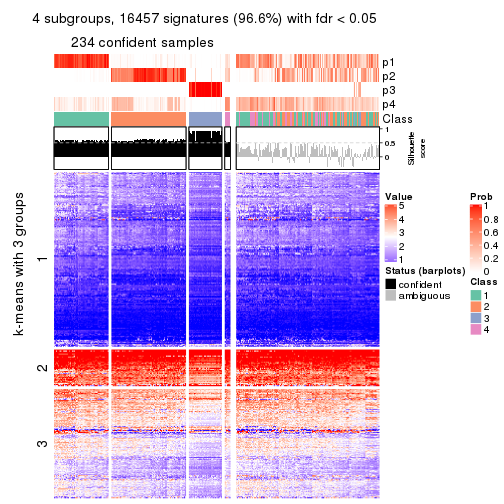 4 subgroups, 16457 signatures (96.6%) with fdr < 0.05
234 confident samples
p1
p2
p3
p4
Class
1
0.5
0
Silhouette
score
k-means with 3 groups
1
2
3
Value
5
4
3
2
1
Status (barplots)
confident
ambiguous
Prob
1
0.8
0.6
0.4
0.2
0
Class
1
2
3
4